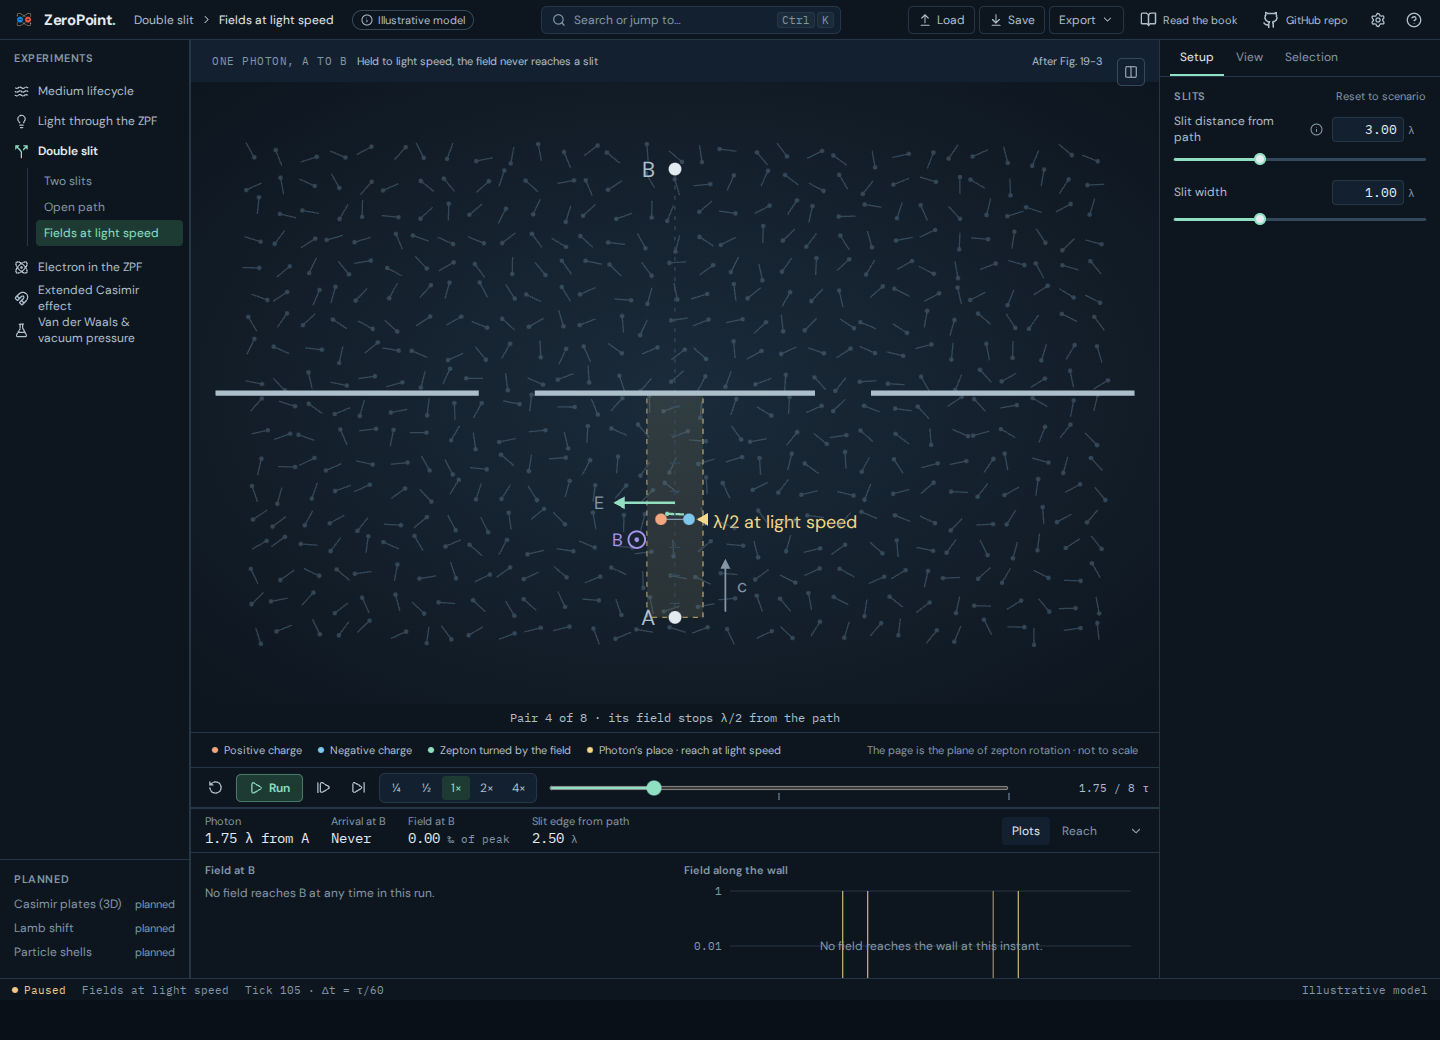 ZeroPoint.
Double slit > Fields at light speed
Illustrative model
Search or jump to...
Ctrl K
Load
Save
Export
Read the book
GitHub repo
EXPERIMENTS
Medium lifecycle
Light through the ZPF
Double slit
Two slits
Open path
Fields at light speed
Electron in the ZPF
Extended Casimir
effect
Van der Waals &
vacuum pressure
PLANNED
Casimir plates (3D) planned
Lamb shift planned
Particle shells planned
ONE PHOTON, A TO B Held to light speed, the field never reaches a slit
After Fig. 19-3
B
E
λ/2 at light speed
B
c
A
Pair 4 of 8 · its field stops λ/2 from the path
Positive charge
Negative charge
Zepton turned by the field
Photon's place · reach at light speed
The page is the plane of zepton rotation · not to scale
Run
¼ ½ 1× 2× 4×
1.75 / 8 τ
Photon
1.75 λ from A
Arrival at B
Never
Field at B
0.00 ‰ of peak
Slit edge from path
2.50 λ
Plots
Reach
Field at B
No field reaches B at any time in this run.
Field along the wall
1
0.01
No field reaches the wall at this instant.
Setup View Selection
SLITS
Reset to scenario
Slit distance from
path
3.00 λ
Slit width
1.00 λ
Paused
Fields at light speed
Tick 105 · Δt = τ/60
Illustrative model